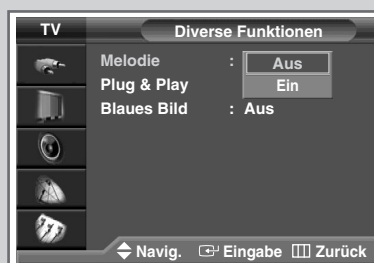 TV Diverse Funktionen
Melodie : Aus
Ein
Plug & Play
Blaues Bild : Aus
Navig. Eingabe Zurück